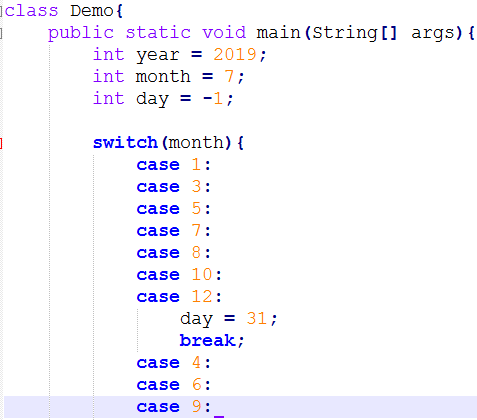 class Demo{
public static void main(String[] args){
int year = 2019;
int month = 7;
int day = -1;
switch(month){
case 1:
case 3:
case 5:
case 7:
case 8:
case 10:
case 12:
day = 31;
break;
case 4:
case 6:
case 9: